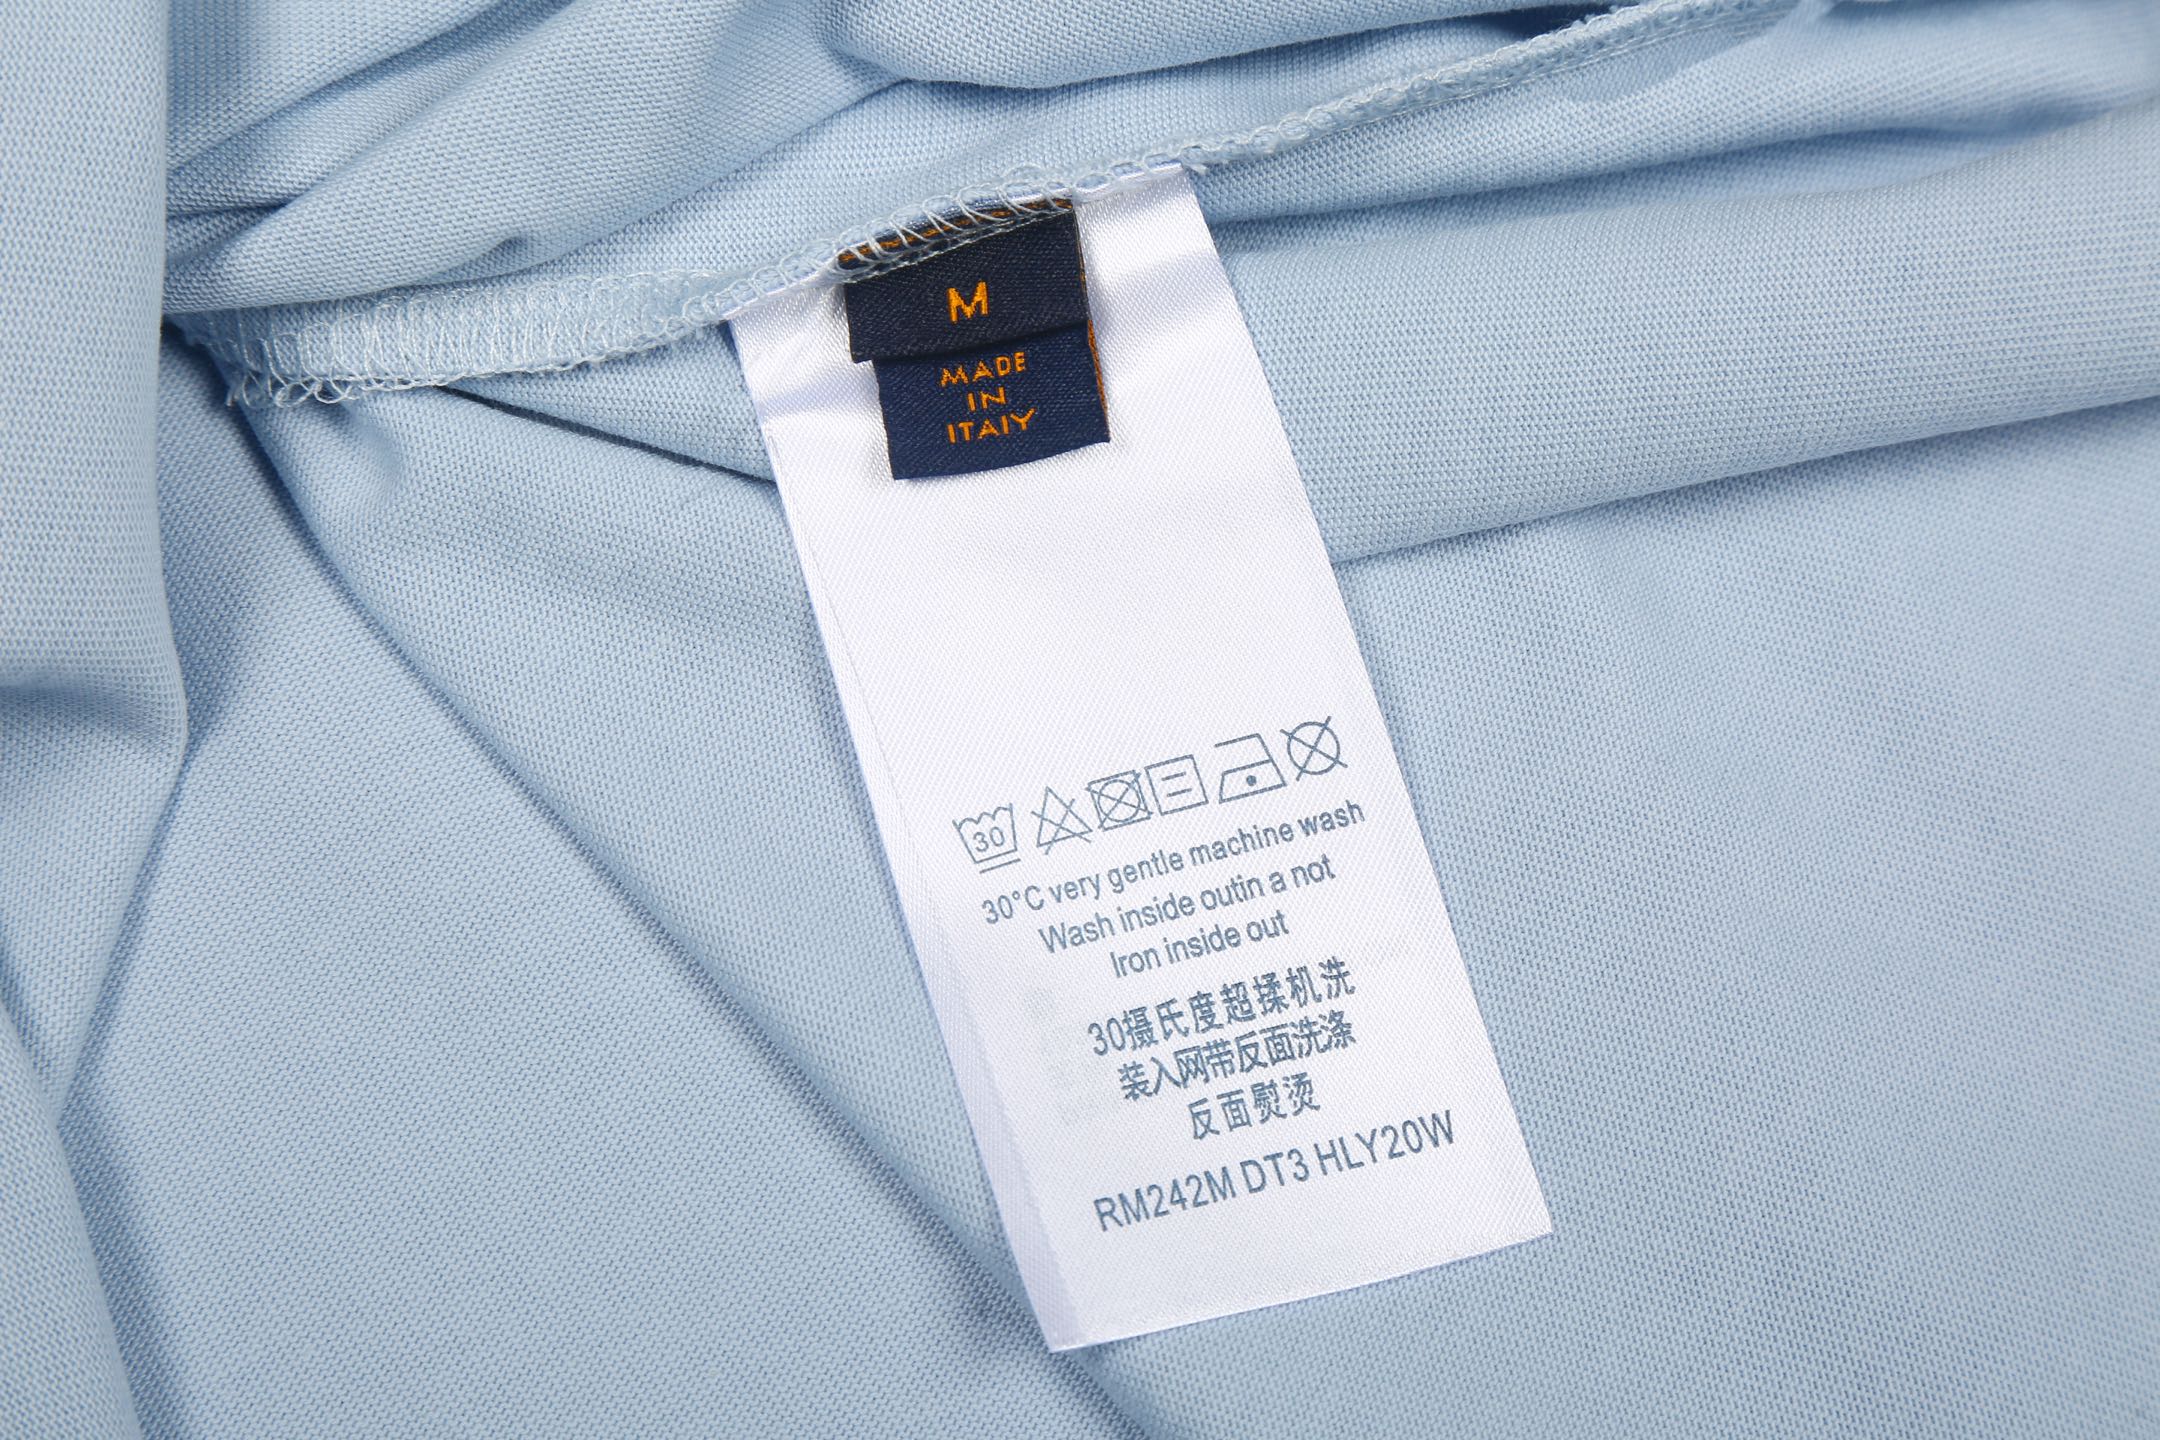 M
MADE
IN
ITAIY
30
30°C very gentle machine wash
Wash inside outin a not
Iron inside out
30摄氏度超揉机洗
装入网带反面洗涤
反面熨烫
RM242M DT3 HLY20W